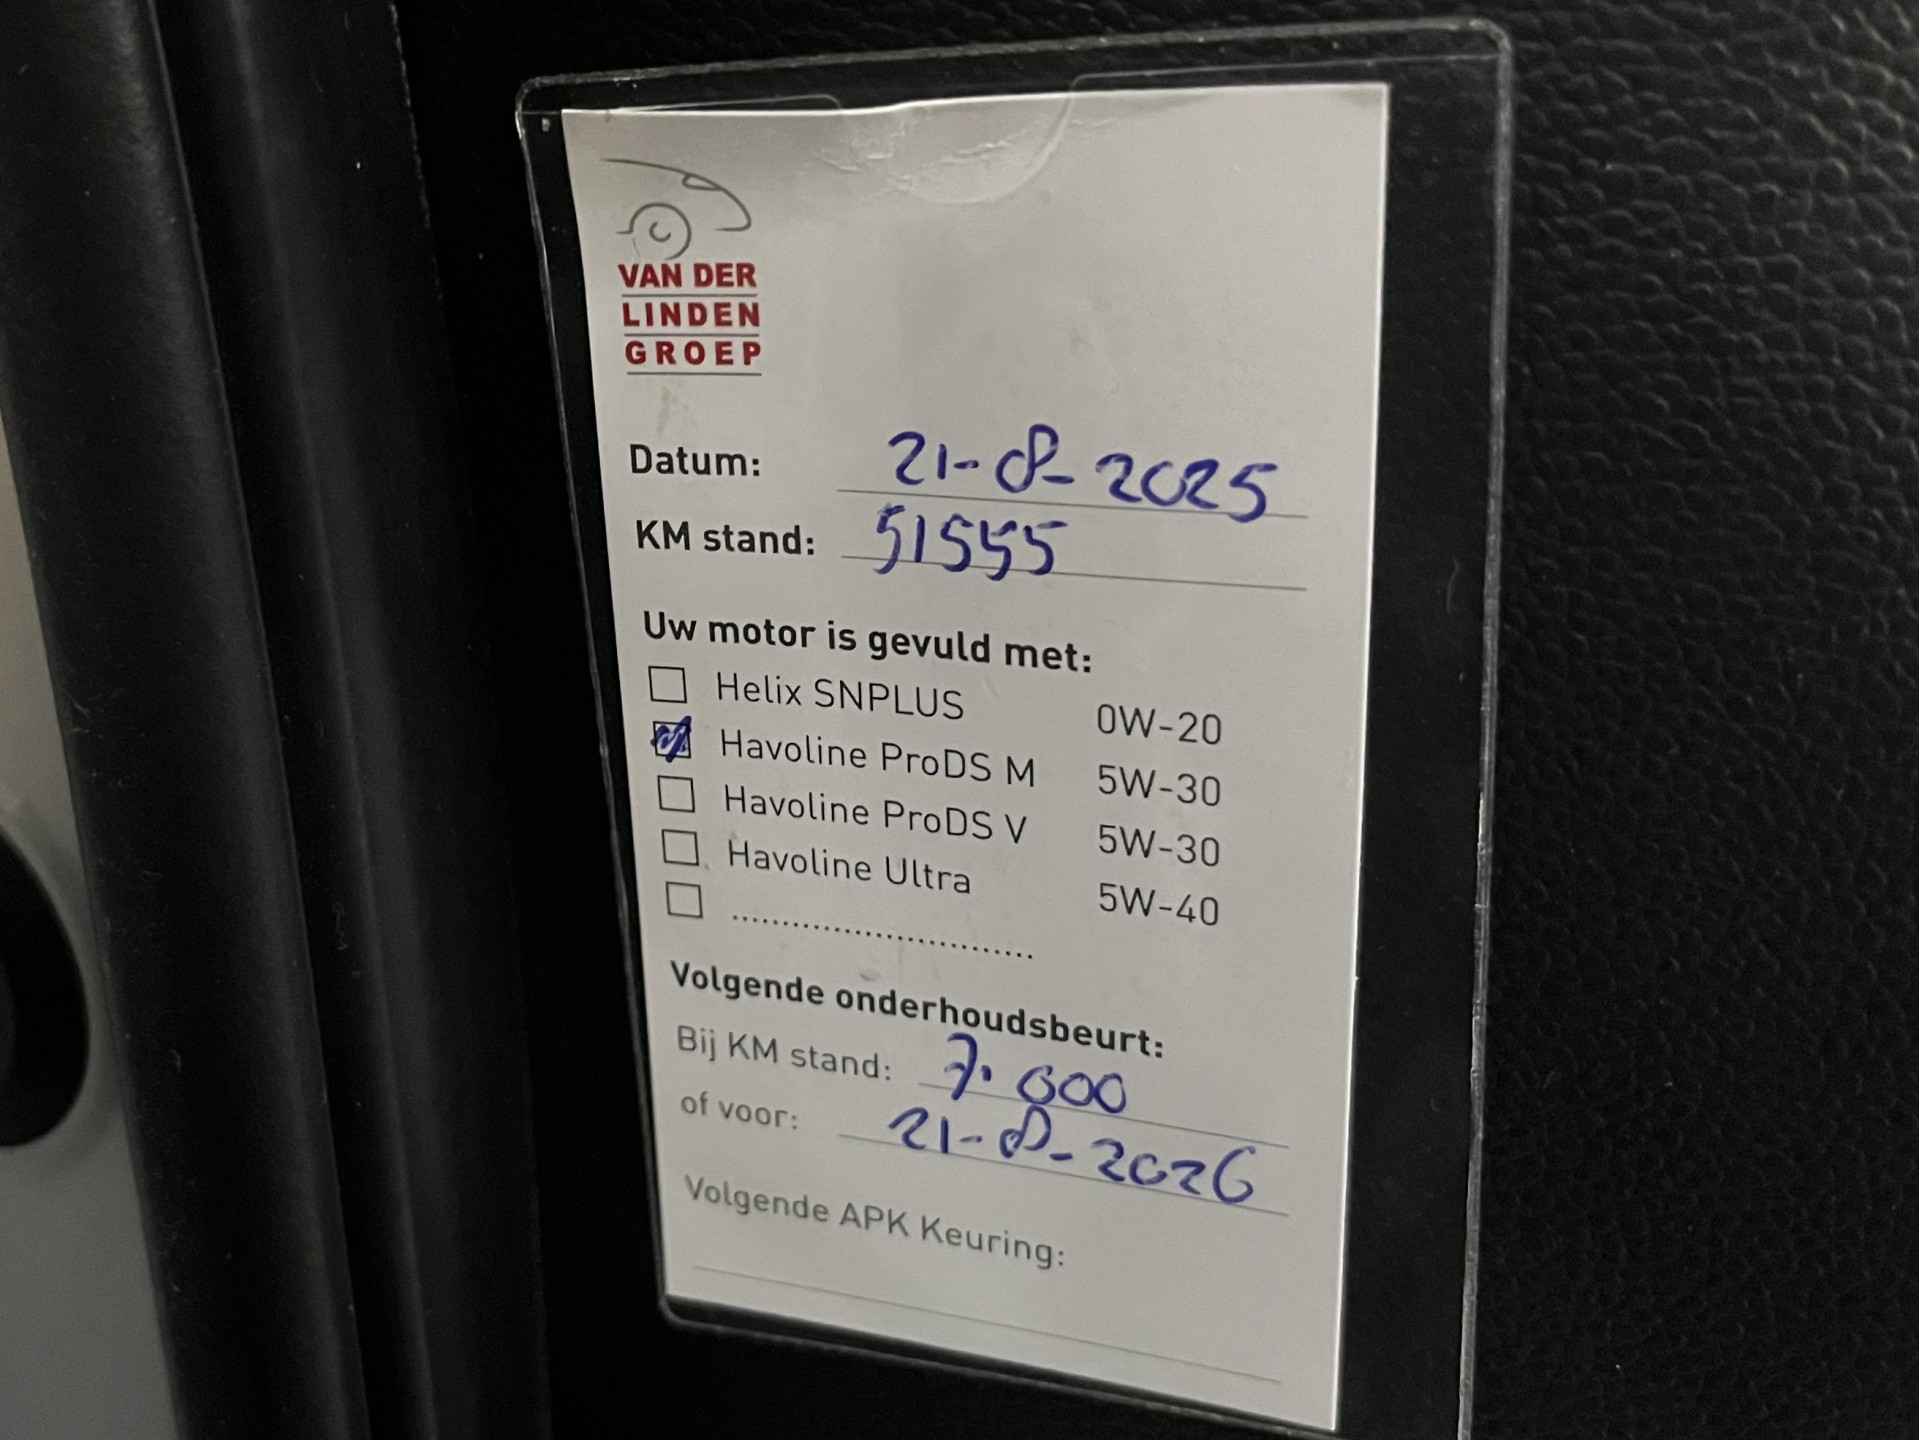 VAN DER
LINDEN
GROEP
Datum: 21-8-2025
KM stand: 51555
Uw motor is gevuld met:
Helix SNPLUS 0W-20
Havoline ProDS M 5W-30
Havoline ProDS V 5W-30
Havoline Ultra 5W-40
..............................
Volgende onderhoudsbeurt:
Bij KM stand: 7.000
of voor: 21-8-2026
Volgende APK Keuring: